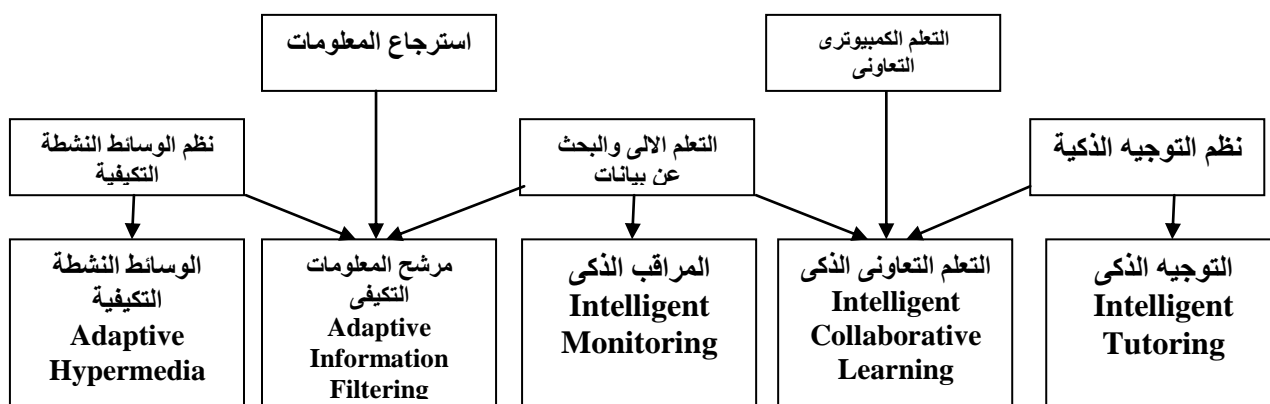 استرجاع المعلومات
التعلم الكمبيوترى
التعاونى
نظم الوسائط النشطة
التكيفية
التعلم الالى والبحث
عن بيانات
نظم التوجيه الذكية
الوسائط النشطة
التكيفية
Adaptive
Hypermedia
مرشح المعلومات
التكيفى
Adaptive
Information
Filtering
المراقب الذكى
Intelligent
Monitoring
التعلم التعاونى الذكى
Intelligent
Collaborative
Learning
التوجيه الذكى
Intelligent
Tutoring